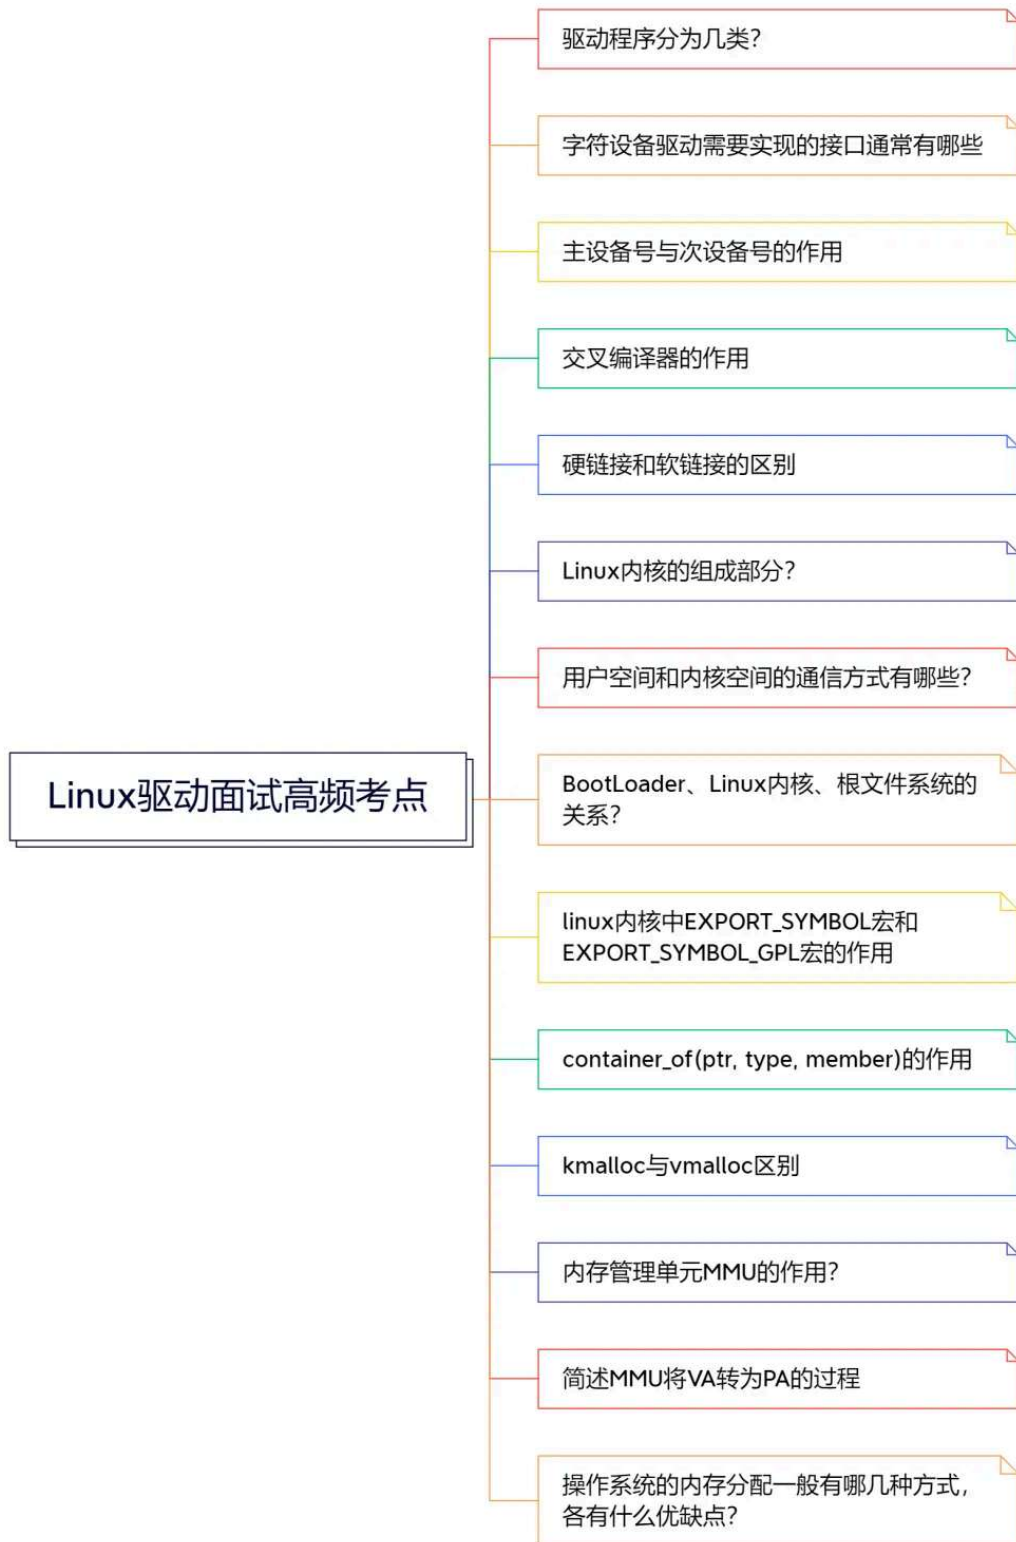 驱动程序分为几类？
字符设备驱动需要实现的接口通常有哪些
主设备号与次设备号的作用
交叉编译器的作用
硬链接和软链接的区别
Linux内核的组成部分？
用户空间和内核空间的通信方式有哪些？
Linux驱动面试高频考点
BootLoader、Linux内核、根文件系统的
关系？
linux内核中EXPORT_SYMBOL宏和
EXPORT_SYMBOL_GPL宏的作用
container_of(ptr, type, member)的作用
kmalloc与vmalloc区别
内存管理单元MMU的作用？
简述MMU将VA转为PA的过程
操作系统的内存分配一般有哪几种方式，
各有什么优缺点？